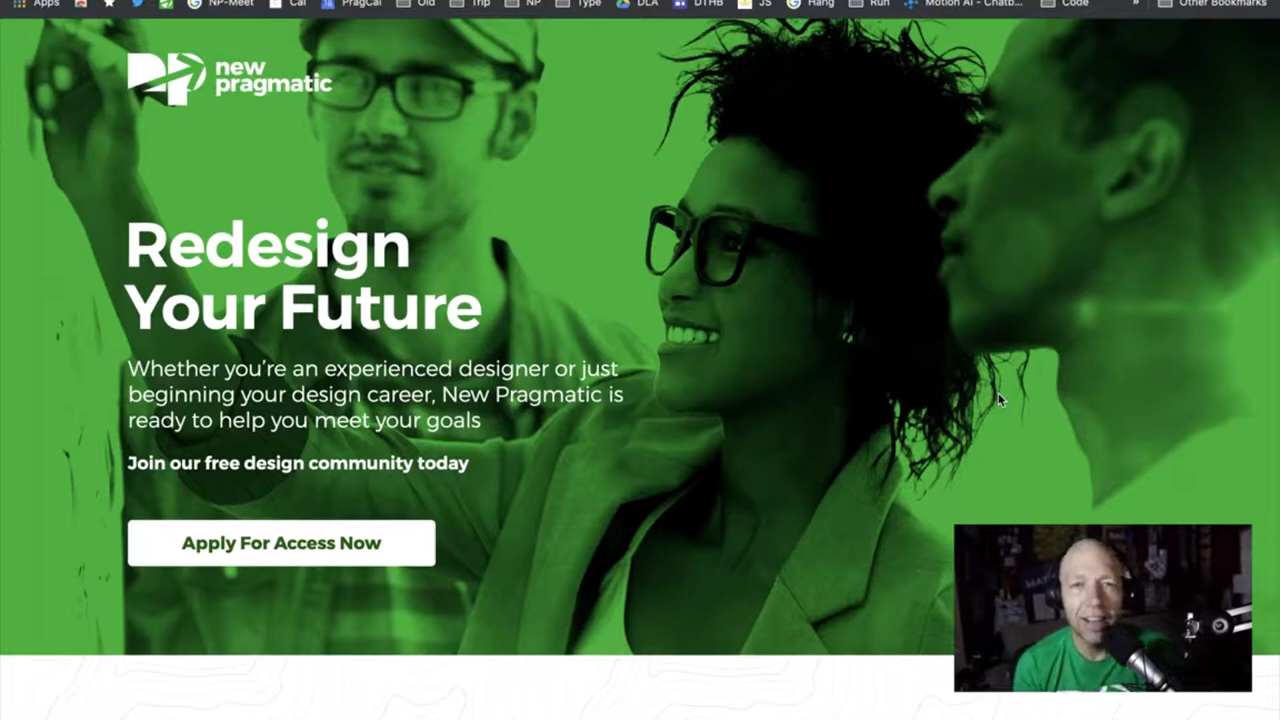 Apps
NP-Meet
Cal
PragCal
Old
Trip
NP
Type
DLA
DTHB
JS
Hang
Run
Motion AI - Chatb...
Code
»
Other Bookmarks
new
pragmatic
Redesign
Your Future
Whether you're an experienced designer or just
beginning your design career, New Pragmatic is
ready to help you meet your goals
Join our free design community today
Apply For Access Now